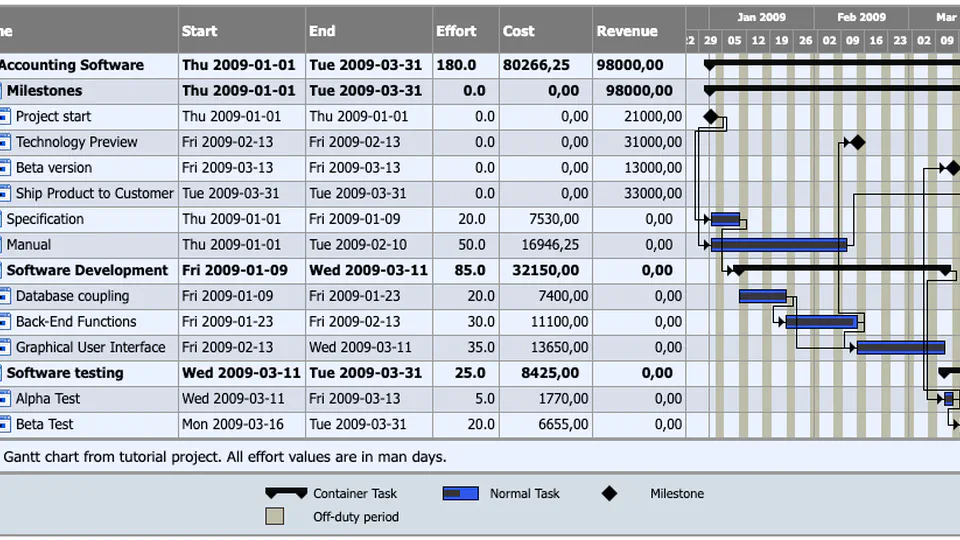 Jan 2009 Feb 2009 Mar
ne Start End Effort Cost Revenue
22 29 05 12 19 26 02 09 16 23 02 09
Accounting Software Thu 2009-01-01 Tue 2009-03-31 180.0 80266,25 98000,00
Milestones Thu 2009-01-01 Tue 2009-03-31 0.0 0,00 98000,00
Project start Thu 2009-01-01 Thu 2009-01-01 0.0 0,00 21000,00
Technology Preview Fri 2009-02-13 Fri 2009-02-13 0.0 0,00 31000,00
Beta version Fri 2009-03-13 Fri 2009-03-13 0.0 0,00 13000,00
Ship Product to Customer Tue 2009-03-31 Tue 2009-03-31 0.0 0,00 33000,00
Specification Thu 2009-01-01 Fri 2009-01-09 20.0 7530,00 0,00
Manual Thu 2009-01-01 Tue 2009-02-10 50.0 16946,25 0,00
Software Development Fri 2009-01-09 Wed 2009-03-11 85.0 32150,00 0,00
Database coupling Fri 2009-01-09 Fri 2009-01-23 20.0 7400,00 0,00
Back-End Functions Fri 2009-01-23 Fri 2009-02-13 30.0 11100,00 0,00
Graphical User Interface Fri 2009-02-13 Wed 2009-03-11 35.0 13650,00 0,00
Software testing Wed 2009-03-11 Tue 2009-03-31 25.0 8425,00 0,00
Alpha Test Wed 2009-03-11 Fri 2009-03-13 5.0 1770,00 0,00
Beta Test Mon 2009-03-16 Tue 2009-03-31 20.0 6655,00 0,00
Gantt chart from tutorial project. All effort values are in man days.
Container Task Normal Task Milestone
Off-duty period